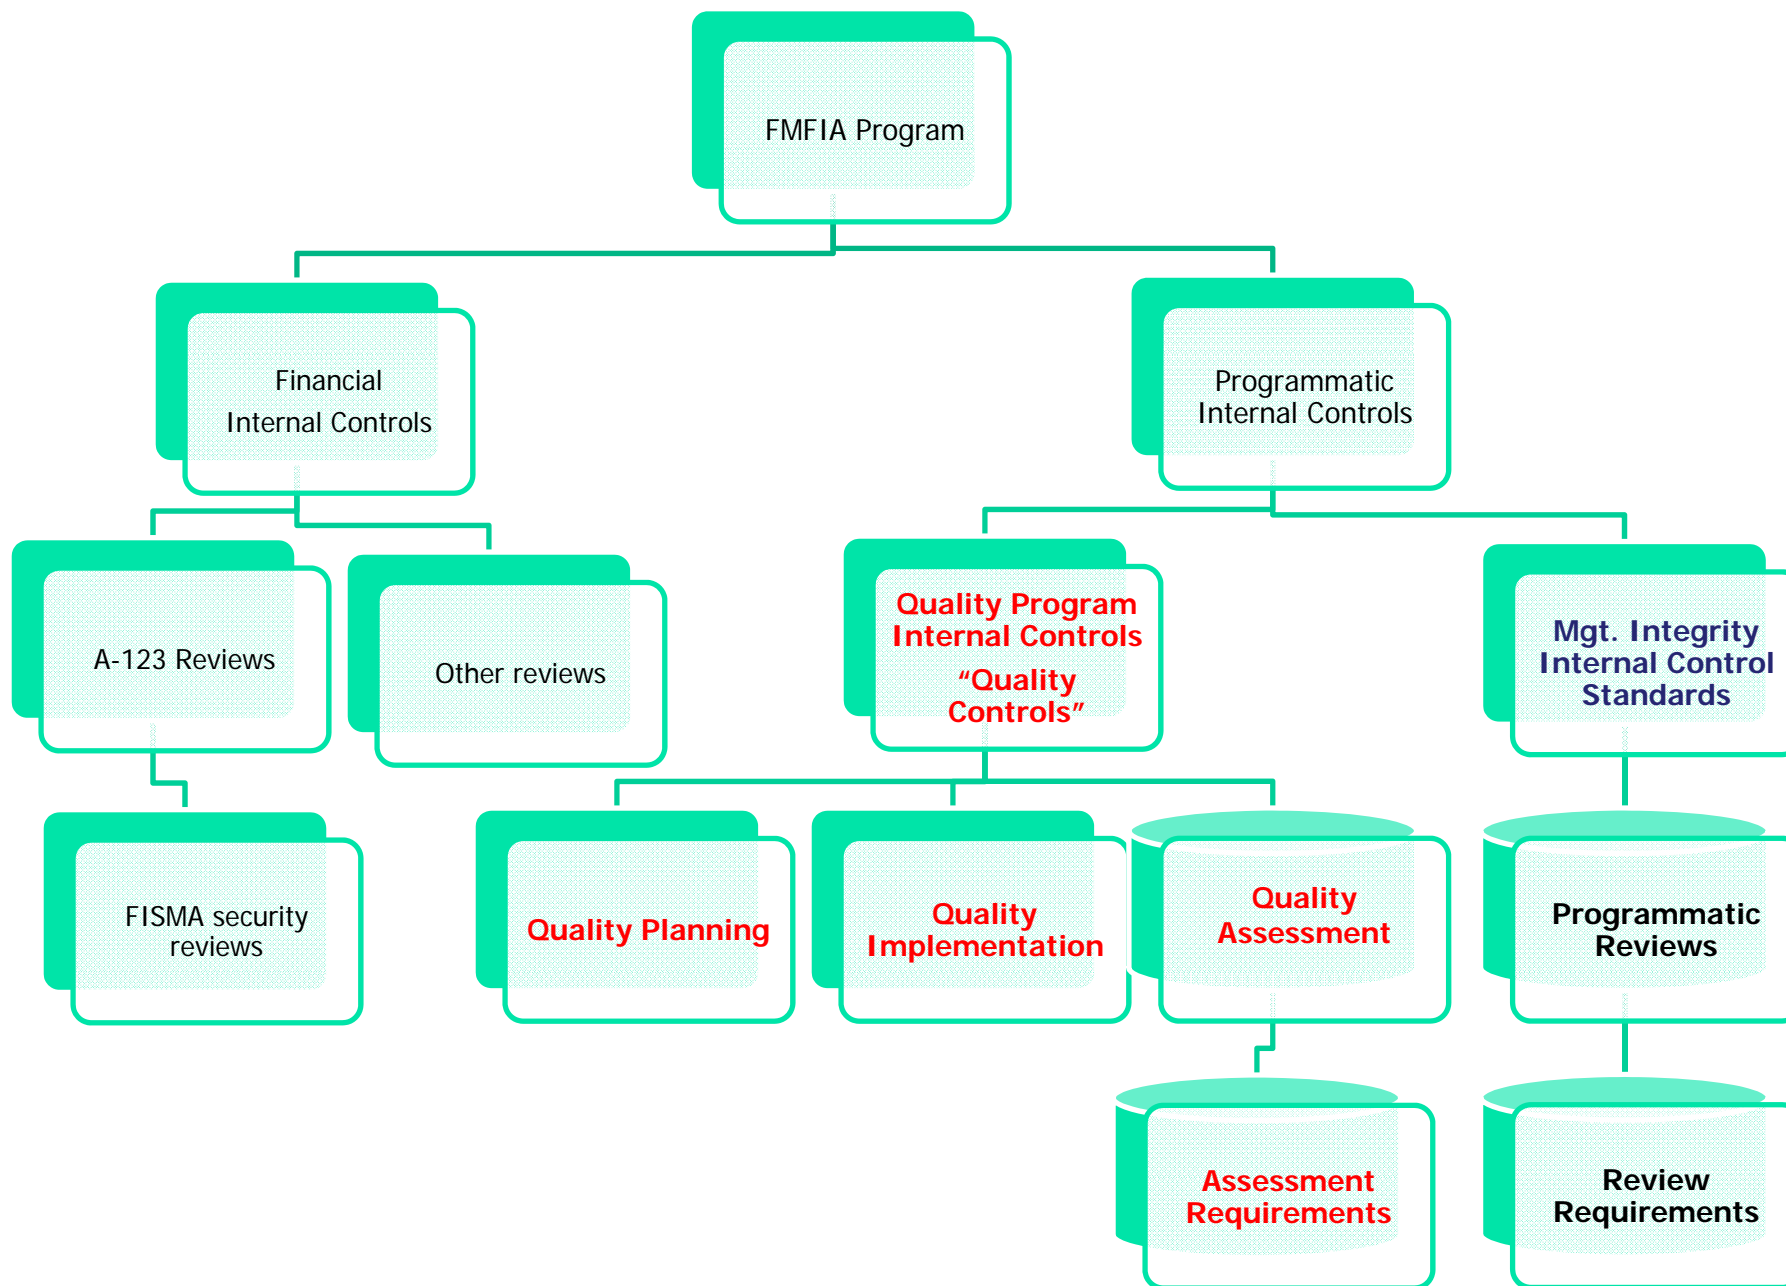 FMFIA Program
Financial
Internal Controls
Programmatic
Internal Controls
A-123 Reviews
Other reviews
Quality Program
Internal Controls
“Quality
Controls”
Mgt. Integrity
Internal Control
Standards
FISMA security
reviews
Quality Planning
Quality
Implementation
Quality
Assessment
Programmatic
Reviews
Assessment
Requirements
Review
Requirements